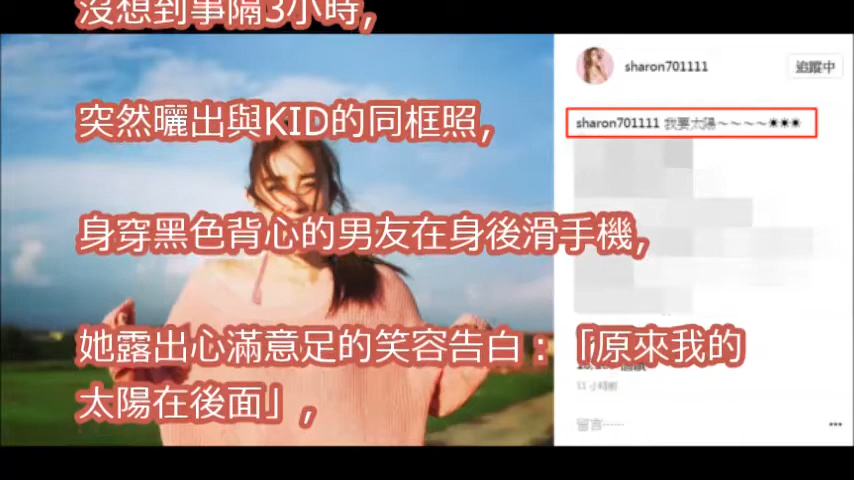 沒想到事隔3小時，
sharon701111
追蹤中
突然曬出與KID的同框照，
sharon701111 我要太陽～～～～☀☀☀
身穿黑色背心的男友在身後滑手機，
她露出心滿意足的笑容告白：「原來我的
太陽在後面」，
11 小時前
留言⋯⋯